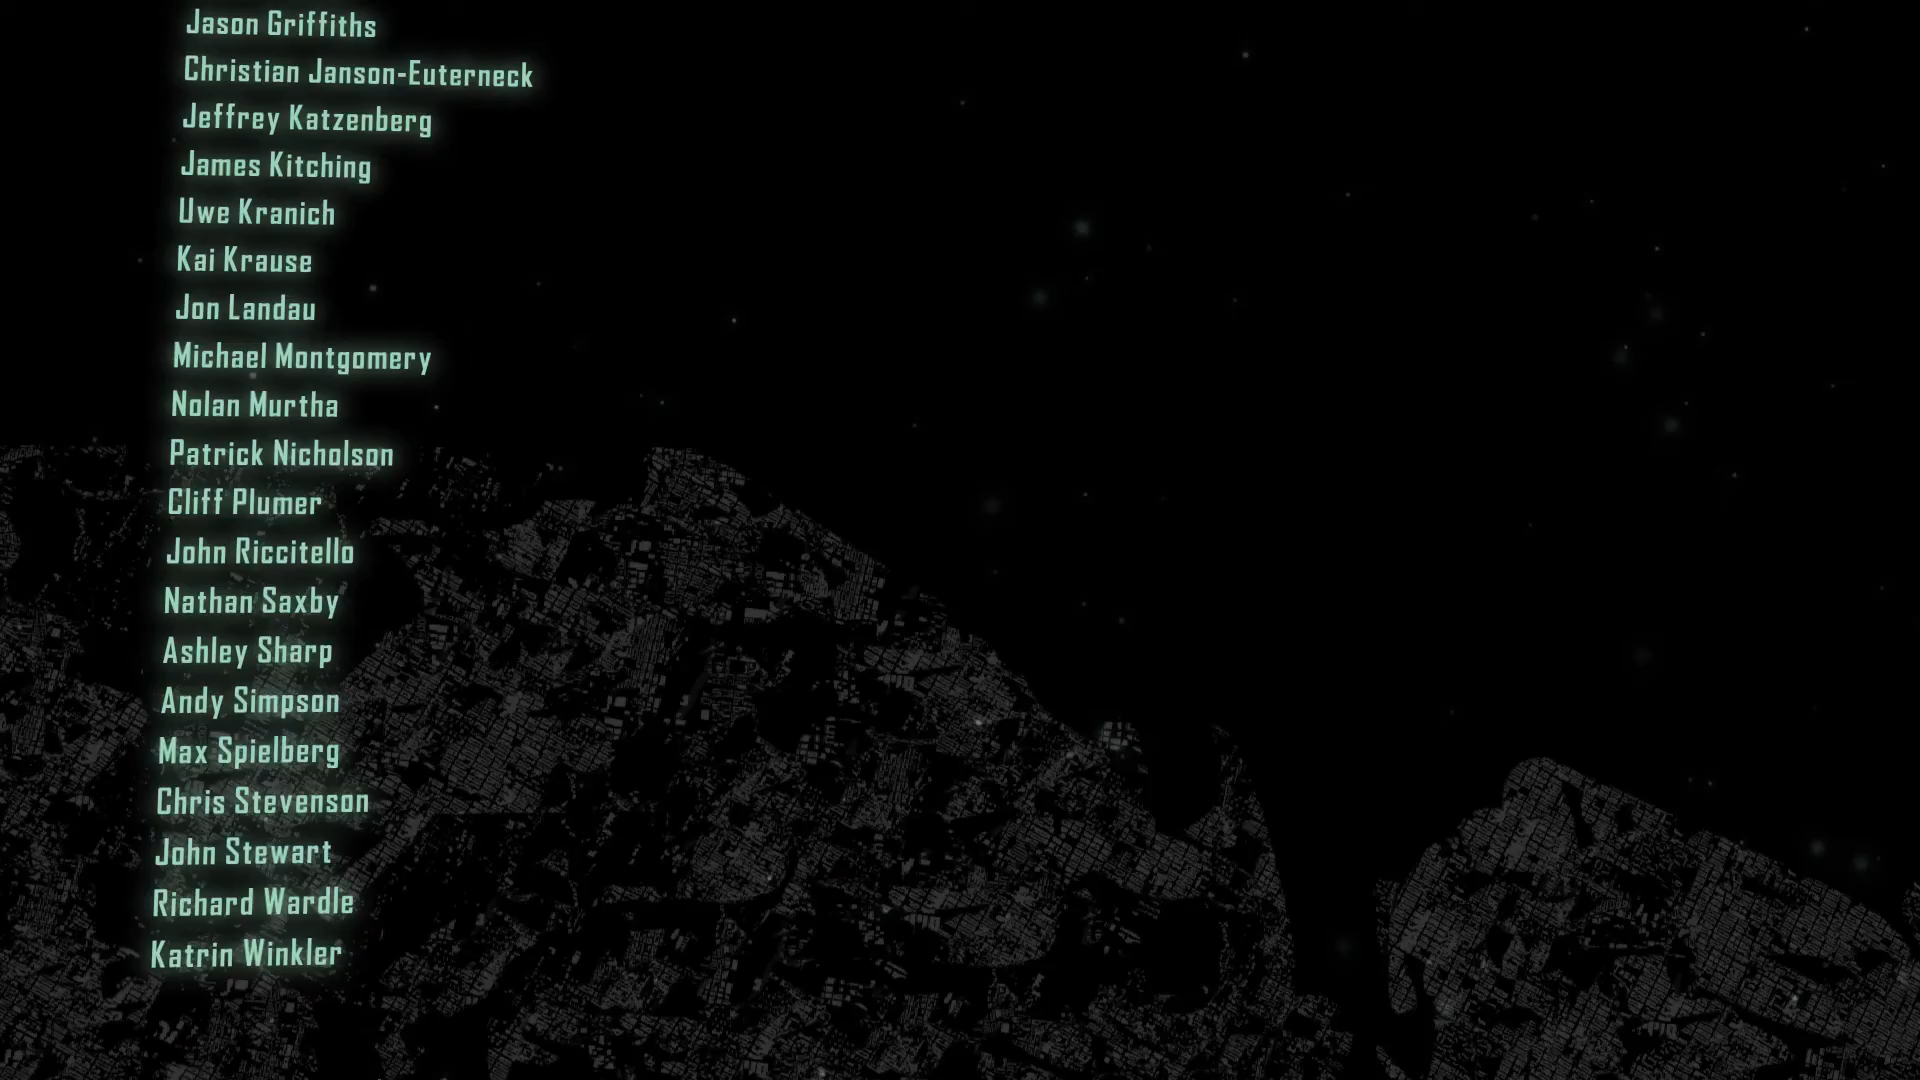 Jason Griffiths
Christian Janson-Euterneck
Jeffrey Katzenberg
James Kitching
Uwe Kranich
Kai Krause
Jon Landau
Michael Montgomery
Nolan Murtha
Patrick Nicholson
Cliff Plumer
John Riccitello
Nathan Saxby
Ashley Sharp
Andy Simpson
Max Spielberg
Chris Stevenson
John Stewart
Richard Wardle
Katrin Winkler